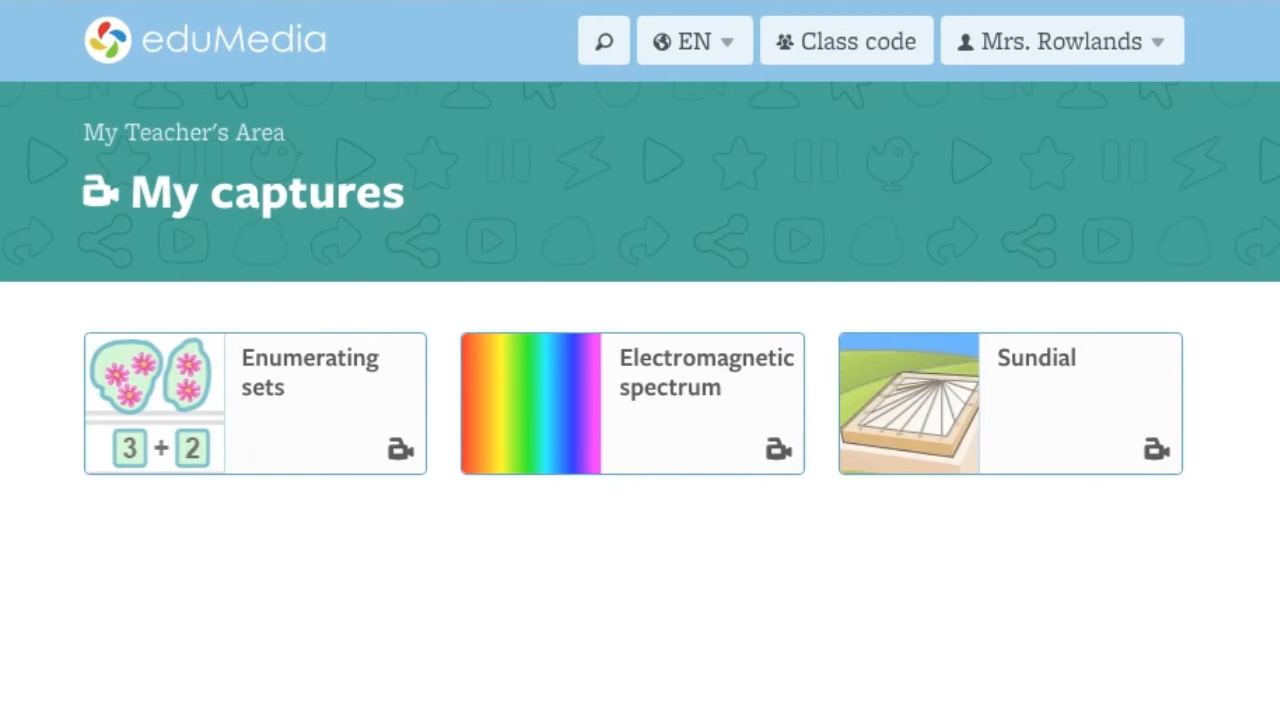 eduMedia
EN
Class code
Mrs. Rowlands
My Teacher's Area
My captures
Enumerating
sets
3 + 2
Electromagnetic
spectrum
Sundial